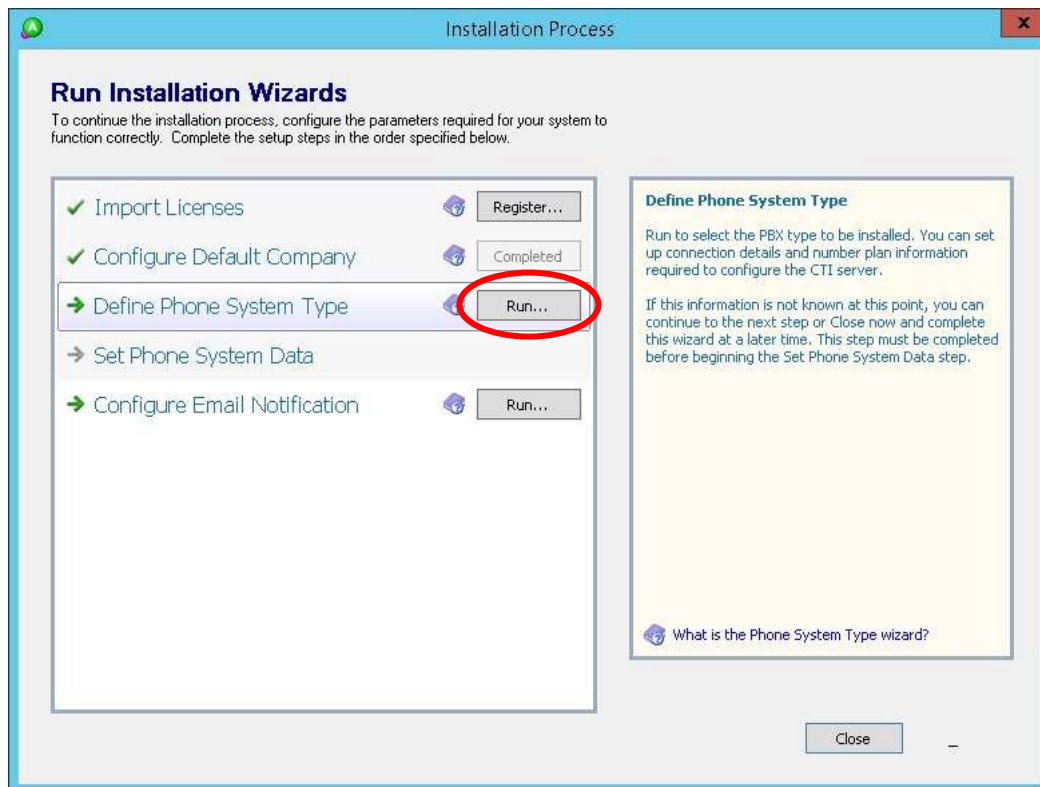 Installation Process
x
Run Installation Wizards
To continue the installation process, configure the parameters required for your system to
function correctly. Complete the setup steps in the order specified below.
Import Licenses
Register...
Configure Default Company
Completed
Define Phone System Type
Run...
Set Phone System Data
Configure Email Notification
Run...
Define Phone System Type
Run to select the PBX type to be installed. You can set
up connection details and number plan information
required to configure the CTI server.
If this information is not known at this point, you can
continue to the next step or Close now and complete
this wizard at a later time. This step must be completed
before beginning the Set Phone System Data step.
What is the Phone System Type wizard?
Close